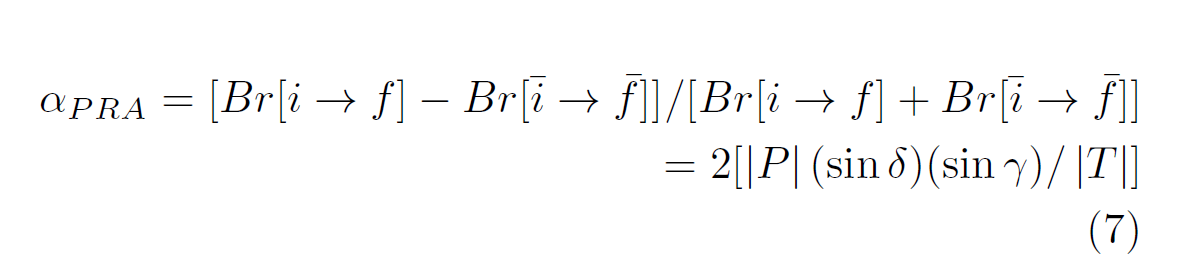 α_{PRA} = [Br[i → f] − Br[ī → f̄]]/[Br[i → f] + Br[ī → f̄]]
= 2[|P| (sin δ)(sin γ)/ |T|]
(7)